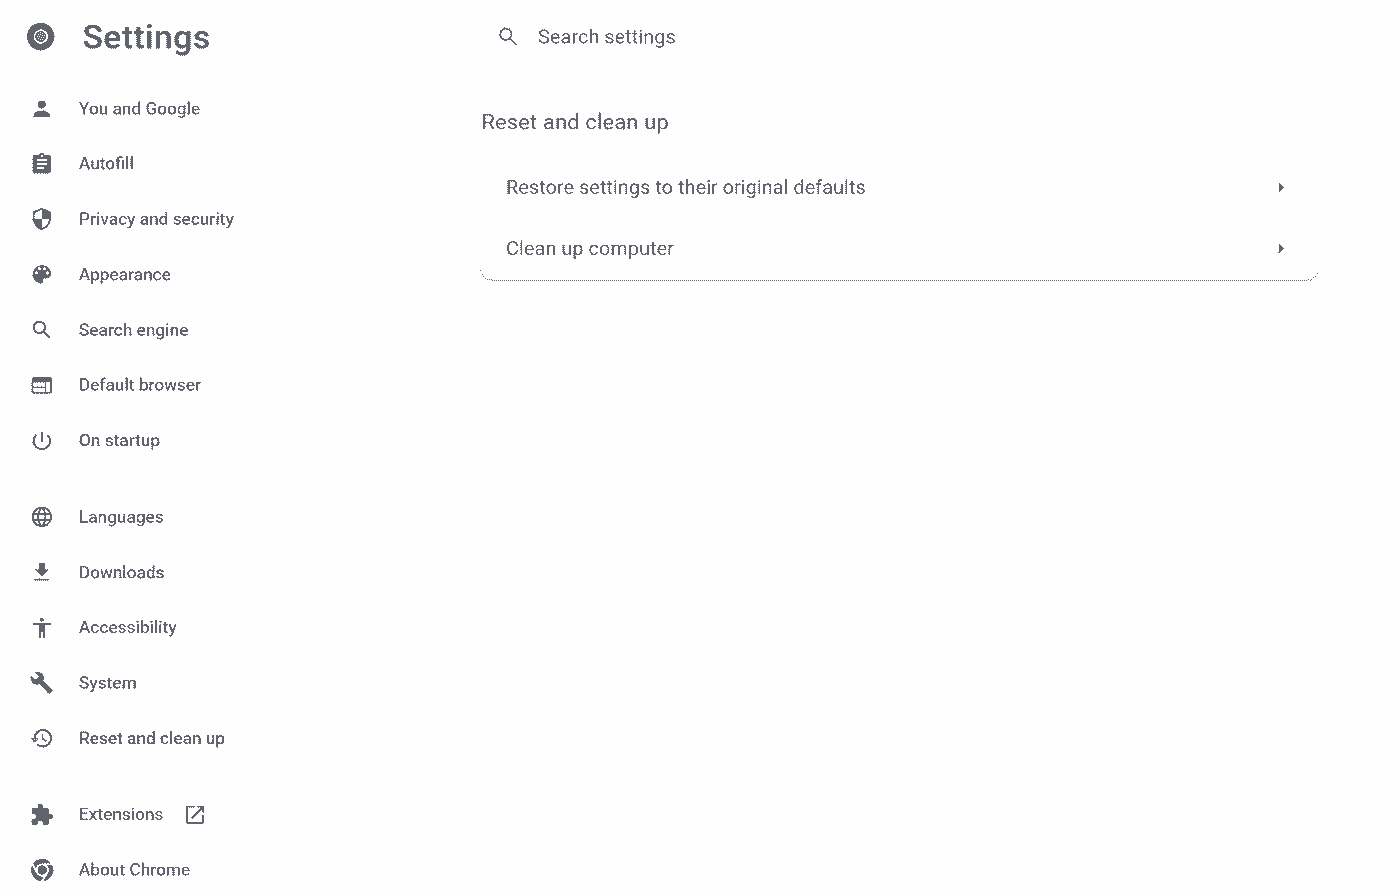 Settings
Search settings
You and Google
Autofill
Privacy and security
Appearance
Search engine
Default browser
On startup
Languages
Downloads
Accessibility
System
Reset and clean up
Extensions
About Chrome
Reset and clean up
Restore settings to their original defaults
Clean up computer